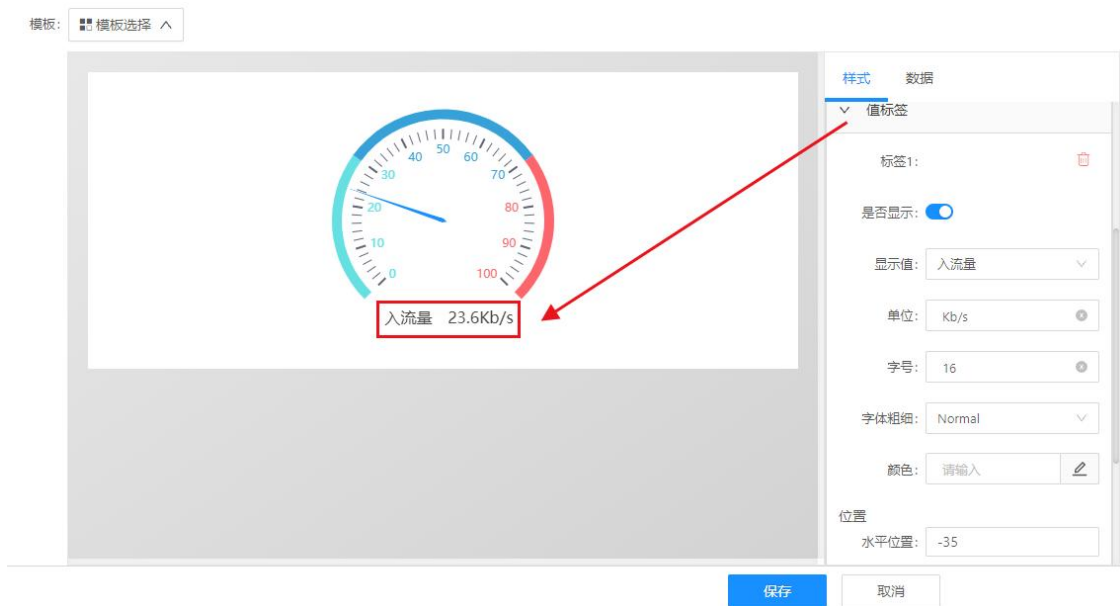 模板: 模板选择
样式 数据
值标签
标签1:
是否显示:
显示值: 入流量
单位: Kb/s
字号: 16
字体粗细: Normal
颜色: 请输入
位置
水平位置: -35
0
10
20
30
40
50
60
70
80
90
100
入流量 23.6Kb/s
保存 取消